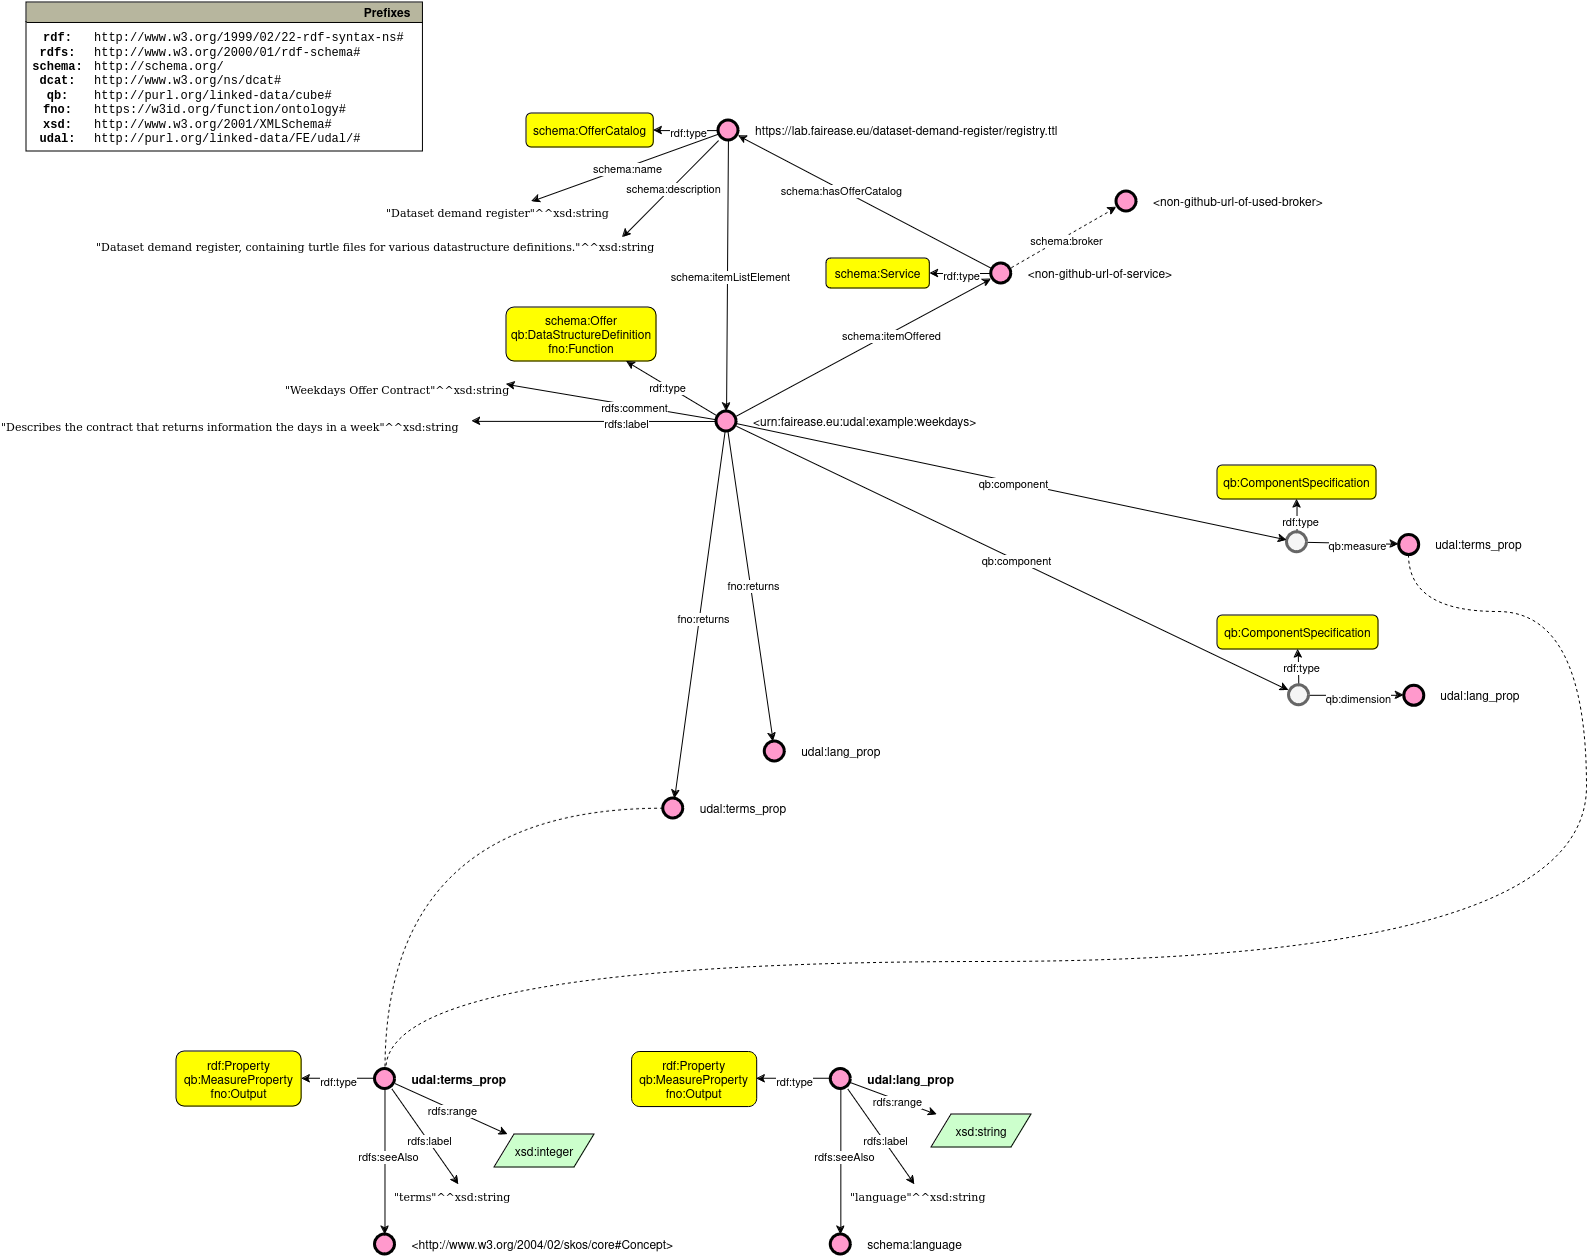 Prefixes
rdf: http://www.w3.org/1999/02/22-rdf-syntax-ns#
rdfs: http://www.w3.org/2000/01/rdf-schema#
schema: http://schema.org/
dcat: http://www.w3.org/ns/dcat#
qb: http://purl.org/linked-data/cube#
fno: https://w3id.org/function/ontology#
xsd: http://www.w3.org/2001/XMLSchema#
udal: http://purl.org/linked-data/FE/udal/#
schema:OfferCatalog
rdf:type
https://lab.fairease.eu/dataset-demand-register/registry.ttl
schema:name
schema:description
schema:hasOfferCatalog
"Dataset demand register"^^xsd:string
<non-github-url-of-used-broker>
"Dataset demand register, containing turtle files for various datastructure definitions."^^xsd:string
schema:broker
schema:itemListElement
schema:Service
rdf:type
<non-github-url-of-service>
schema:Offer
qb:DataStructureDefinition
fno:Function
schema:itemOffered
rdf:type
"Weekdays Offer Contract"^^xsd:string
rdfs:comment
rdfs:label
"Describes the contract that returns information the days in a week"^^xsd:string
<urn:fairease.eu:udal:example:weekdays>
qb:component
qb:ComponentSpecification
rdf:type
qb:measure
udal:terms_prop
qb:component
fno:returns
fno:returns
qb:ComponentSpecification
rdf:type
qb:dimension
udal:lang_prop
udal:lang_prop
udal:terms_prop
rdf:Property
qb:MeasureProperty
fno:Output
rdf:type
udal:terms_prop
rdfs:range
rdfs:label
rdfs:seeAlso
xsd:integer
"terms"^^xsd:string
<http://www.w3.org/2004/02/skos/core#Concept>
rdf:Property
qb:MeasureProperty
fno:Output
rdf:type
udal:lang_prop
rdfs:range
rdfs:label
rdfs:seeAlso
xsd:string
"language"^^xsd:string
schema:language